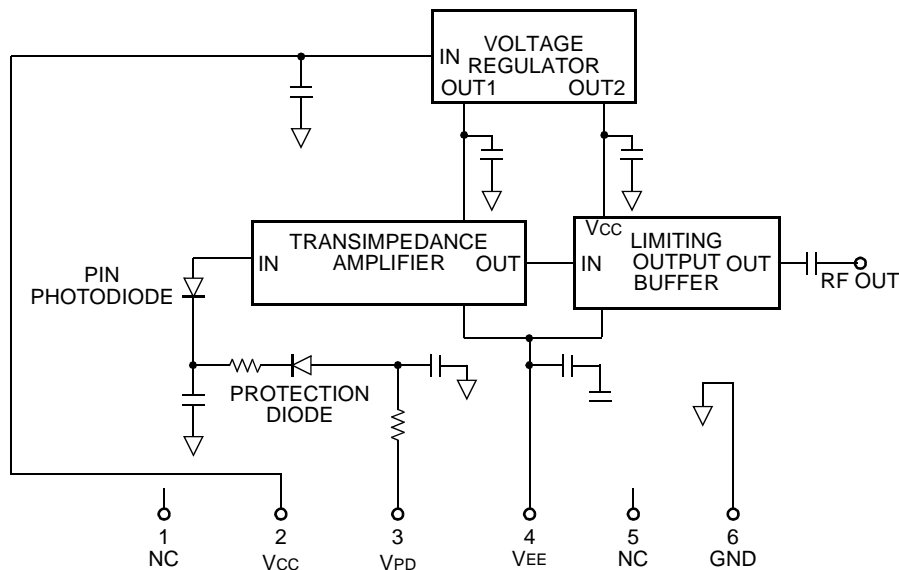 VOLTAGE
REGULATOR
IN
OUT1
OUT2
TRANSIMPEDANCE
AMPLIFIER
IN
OUT
VCC
LIMITING
OUTPUT
BUFFER
IN
OUT
RF OUT
PIN
PHOTODIODE
PROTECTION
DIODE
1
NC
2
VCC
3
VPD
4
VEE
5
NC
6
GND